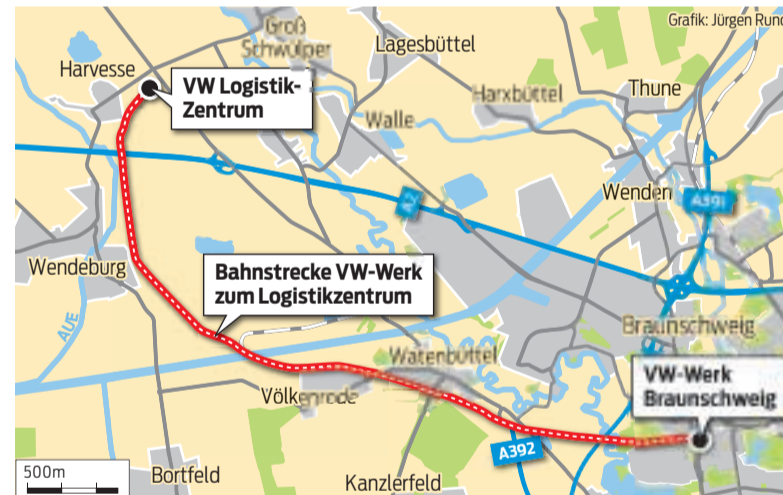 Grafik: Jürgen Rund
Groß
Schwülper
Lagesbüttel
Harvesse
VW Logistik-
Zentrum
Harxbüttel
Thune
Walle
Wenden
A391
A2
Wendeburg
Bahnstrecke VW-Werk
zum Logistikzentrum
AUE
Braunschweig
Watenbüttel
VW-Werk
Braunschweig
Völkenrode
A392
500m
Bortfeld
Kanzlerfeld